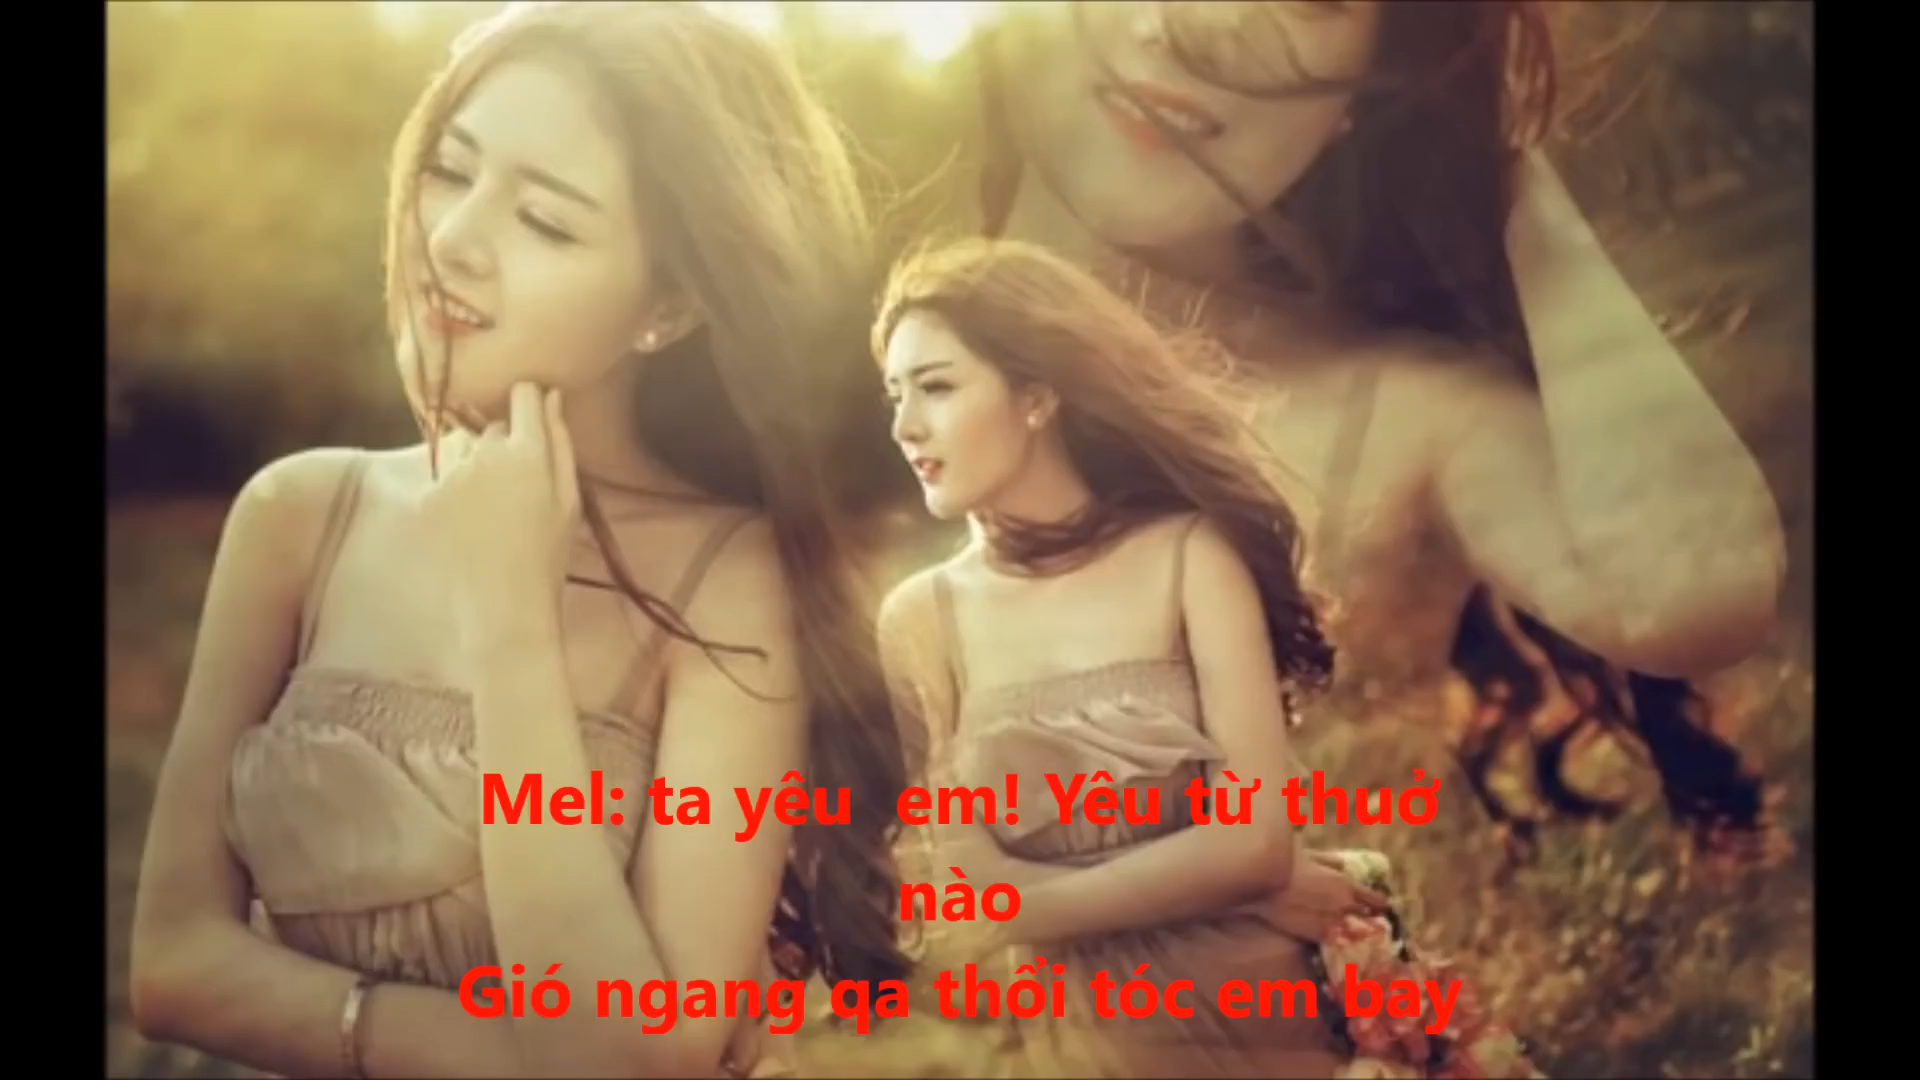 Mel: ta yêu  em! Yêu từ thuở
nào
Gió ngang qa thổi tóc em bay